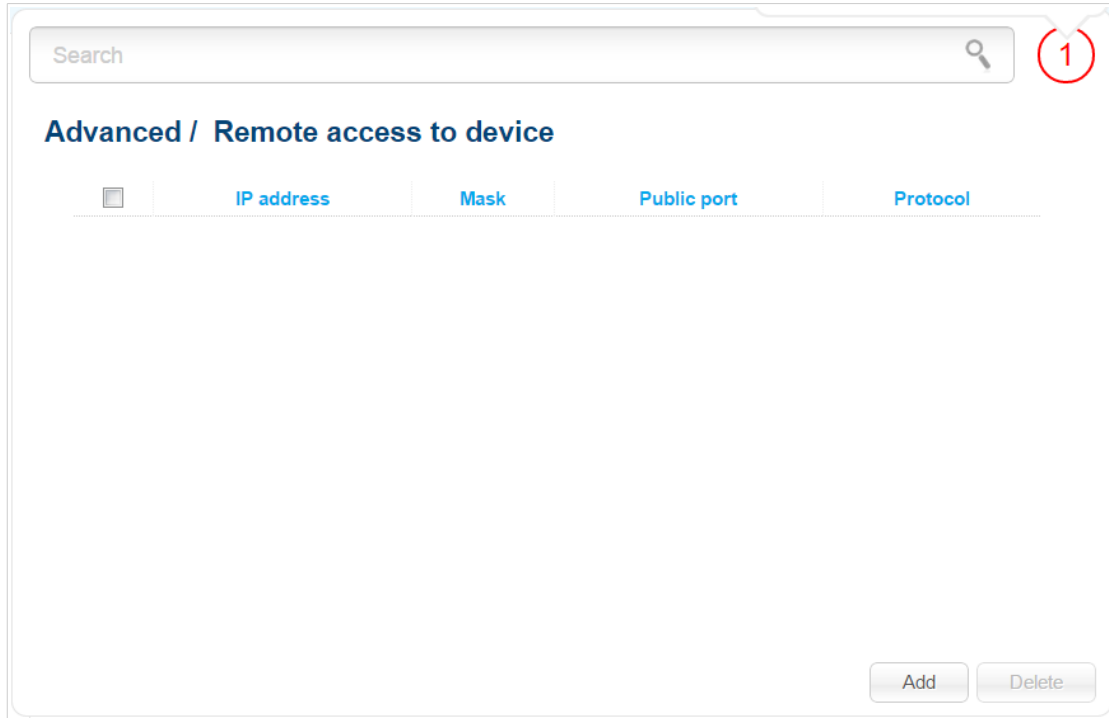 Search
1
Advanced / Remote access to device
IP address Mask Public port Protocol
Add Delete